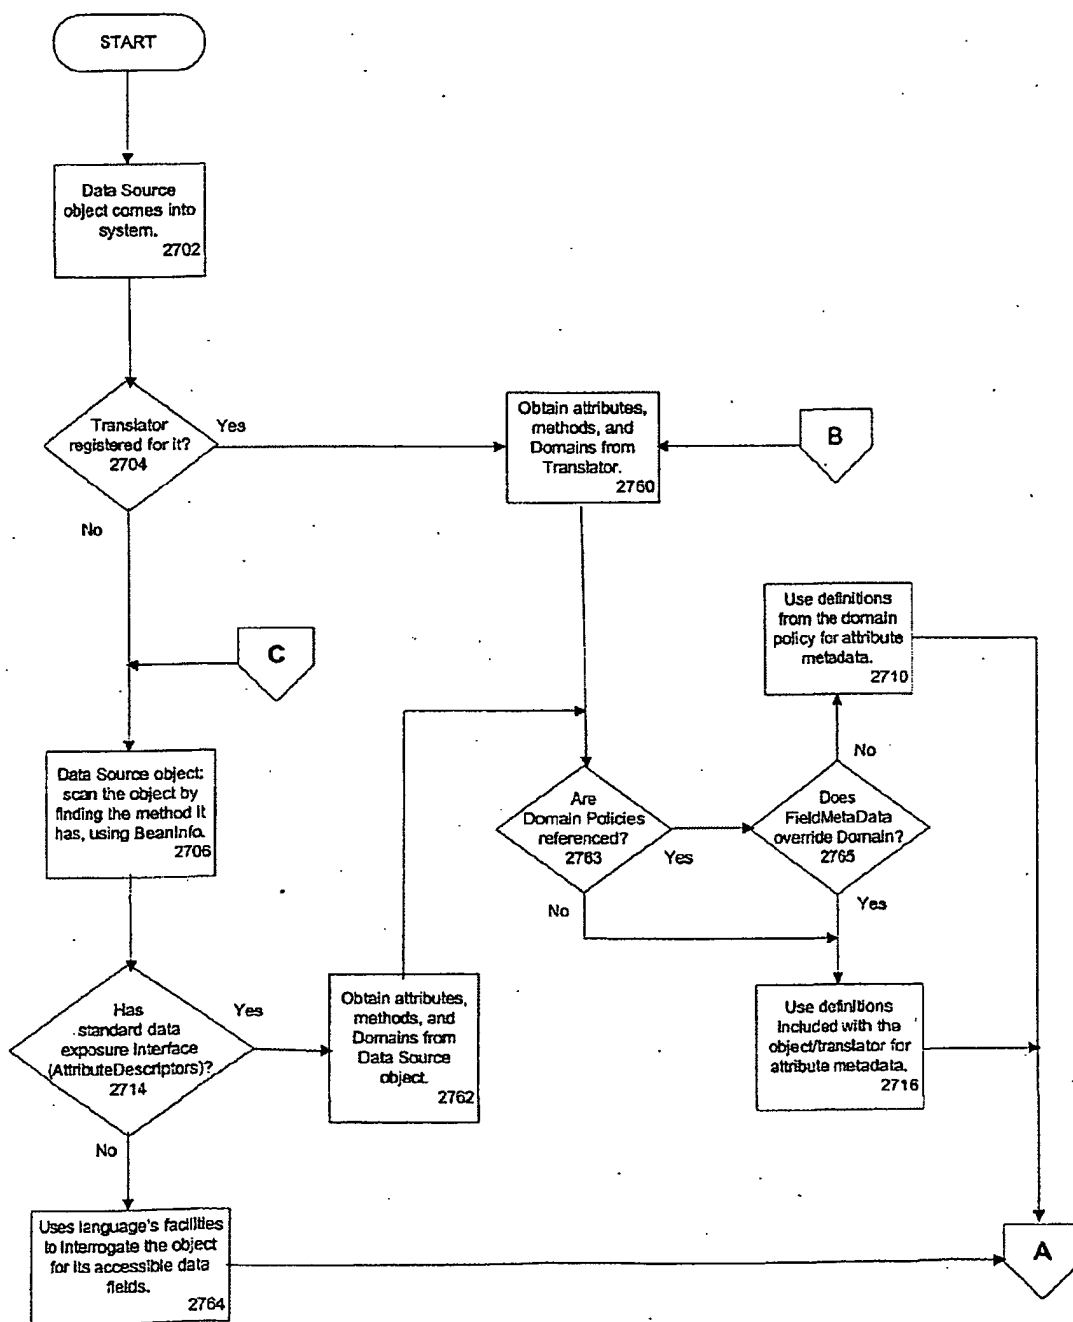 START
Data Source
object comes into
system.
2702
Translator
registered for it?
2704
Yes
No
Obtain attributes,
methods, and
Domains from
Translator.
2760
B
C
Use definitions
from the domain
policy for attribute
metadata.
2710
Data Source object:
scan the object by
finding the method it
has, using BeanInfo.
2706
Are
Domain Policies
referenced?
2763
Yes
No
Does
FieldMetaData
override Domain?
2765
No
Yes
Has
standard data
exposure interface
(AttributeDescriptors)?
2714
Yes
No
Obtain attributes,
methods, and
Domains from
Data Source
object.
2762
Use definitions
included with the
object/translator for
attribute metadata.
2716
Uses language's facilities
to interrogate the object
for its accessible data
fields.
2764
A